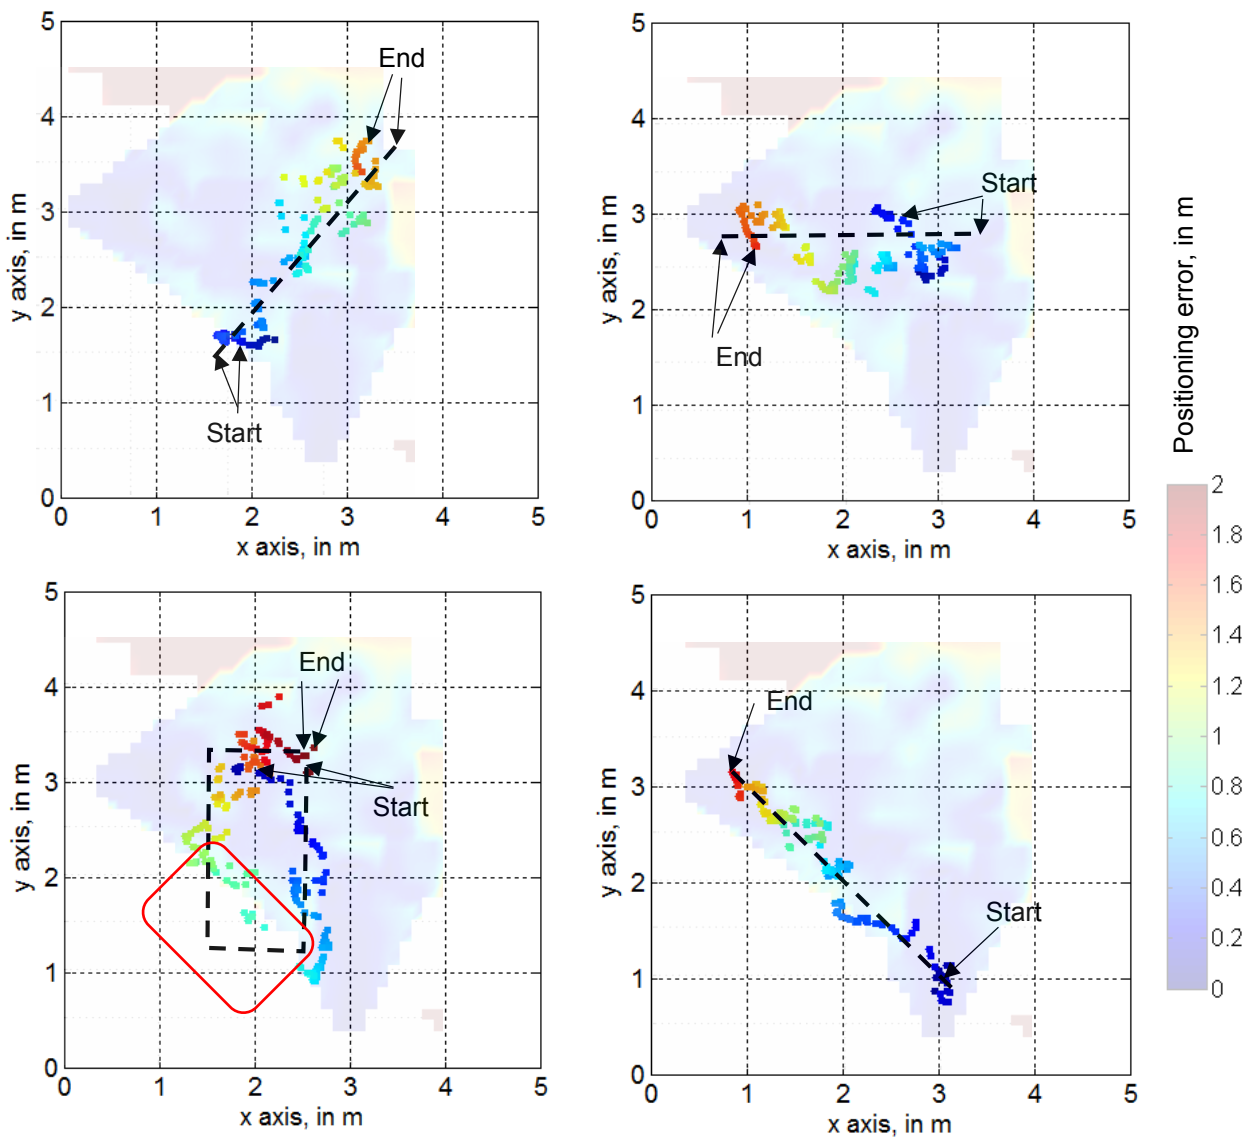 5
4
3
2
1
0
0 1 2 3 4 5
x axis, in m
y axis, in m
End
Start
5
4
3
2
1
0
0 1 2 3 4 5
x axis, in m
y axis, in m
Start
End
Positioning error, in m
2
1.8
1.6
1.4
1.2
1
0.8
0.6
0.4
0.2
0
5
4
3
2
1
0
0 1 2 3 4 5
x axis, in m
y axis, in m
End
Start
5
4
3
2
1
0
0 1 2 3 4 5
x axis, in m
y axis, in m
End
Start